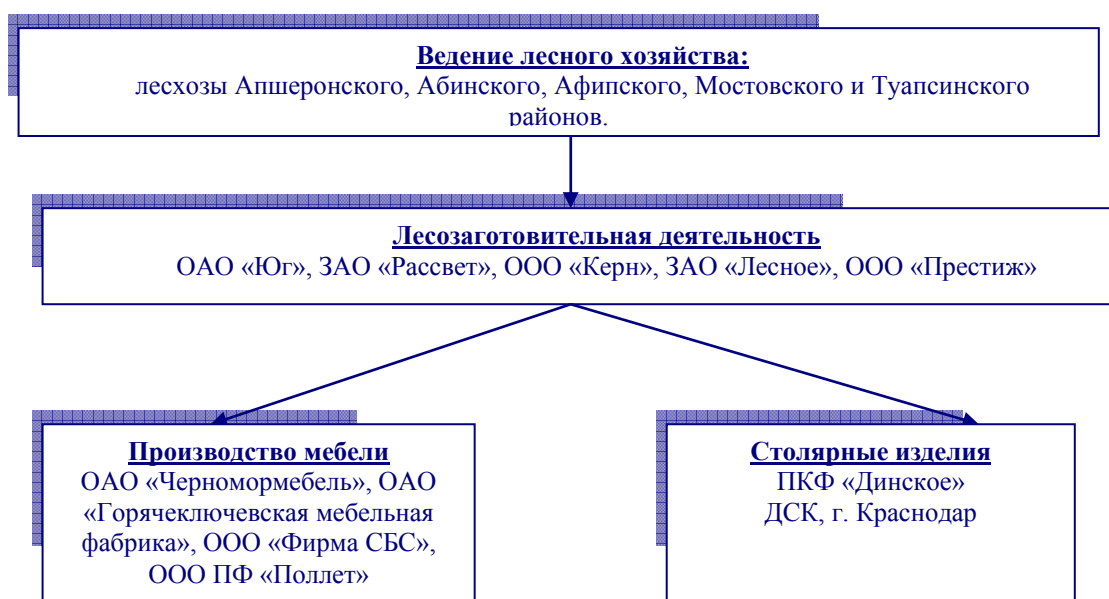 Ведение лесного хозяйства:
лесхозы Апшеронского, Абинского, Афипского, Мостовского и Туапсинского
районов.
Лесозаготовительная деятельность
ОАО «Юг», ЗАО «Рассвет», ООО «Керн», ЗАО «Лесное», ООО «Престиж»
Производство мебели
ОАО «Черномормебель», ОАО
«Горячеключевская мебельная
фабрика», ООО «Фирма СБС»,
ООО ПФ «Поллет»
Столярные изделия
ПКФ «Динское»
ДСК, г. Краснодар